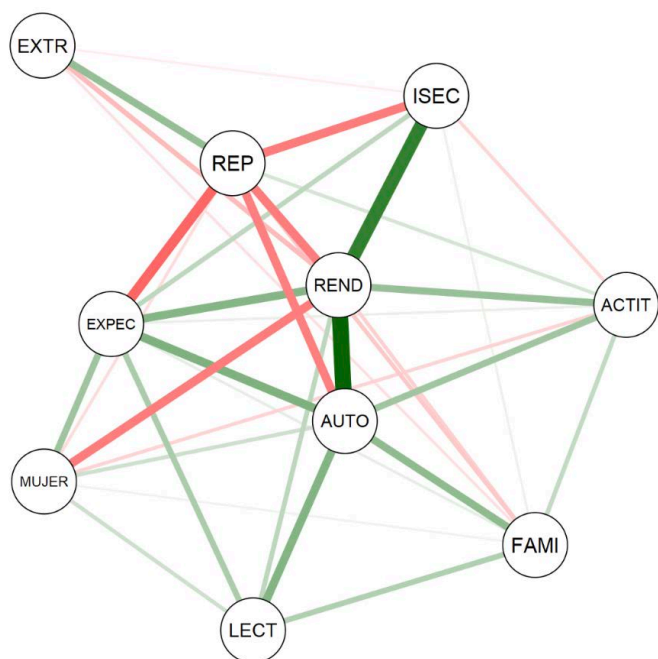 EXTR
ISEC
REP
REND
ACTIT
EXPEC
AUTO
MUJER
FAMI
LECT